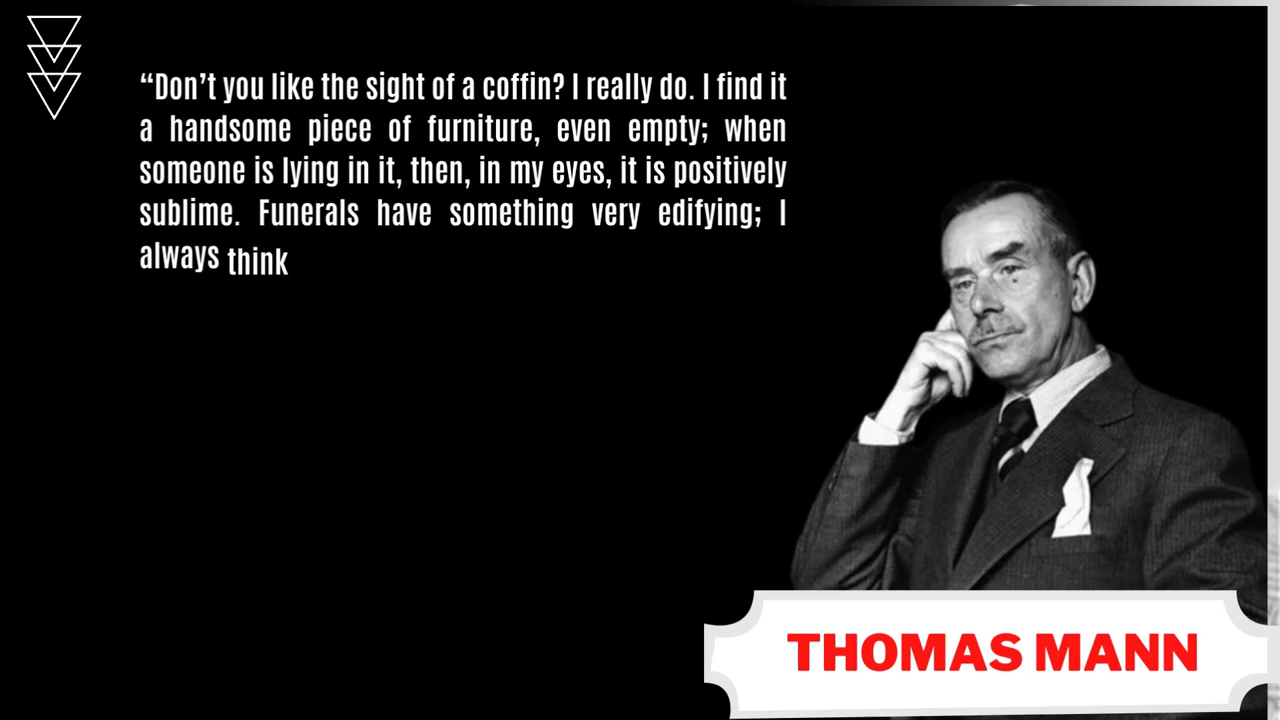 “Don’t you like the sight of a coffin? I really do. I find it
a handsome piece of furniture, even empty; when
someone is lying in it, then, in my eyes, it is positively
sublime. Funerals have something very edifying; I
always think
THOMAS MANN